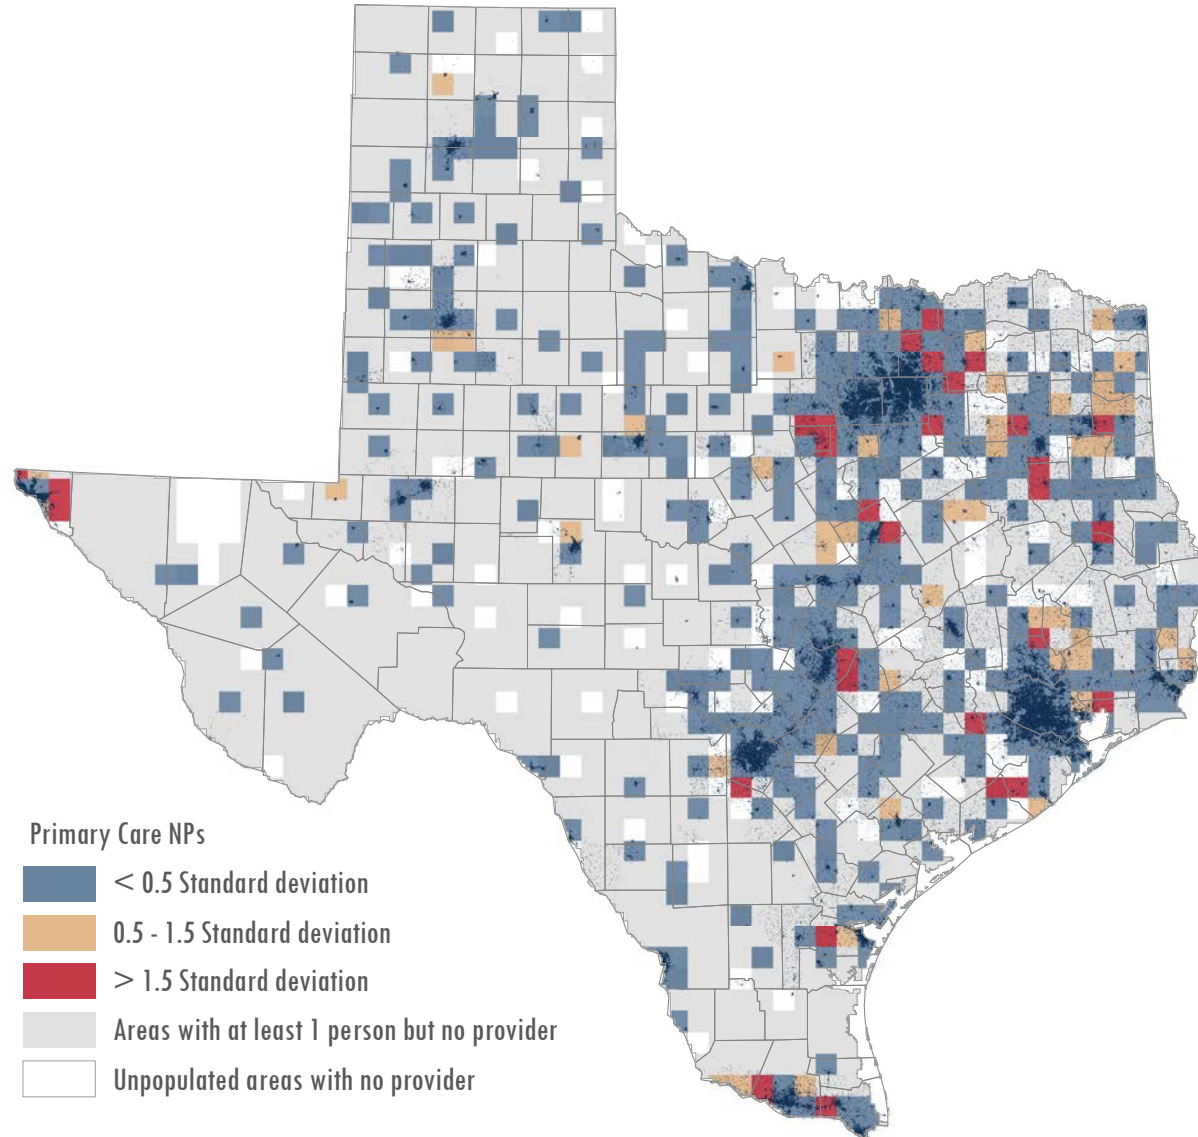 Primary Care NPs
< 0.5 Standard deviation
0.5 - 1.5 Standard deviation
> 1.5 Standard deviation
Areas with at least 1 person but no provider
Unpopulated areas with no provider